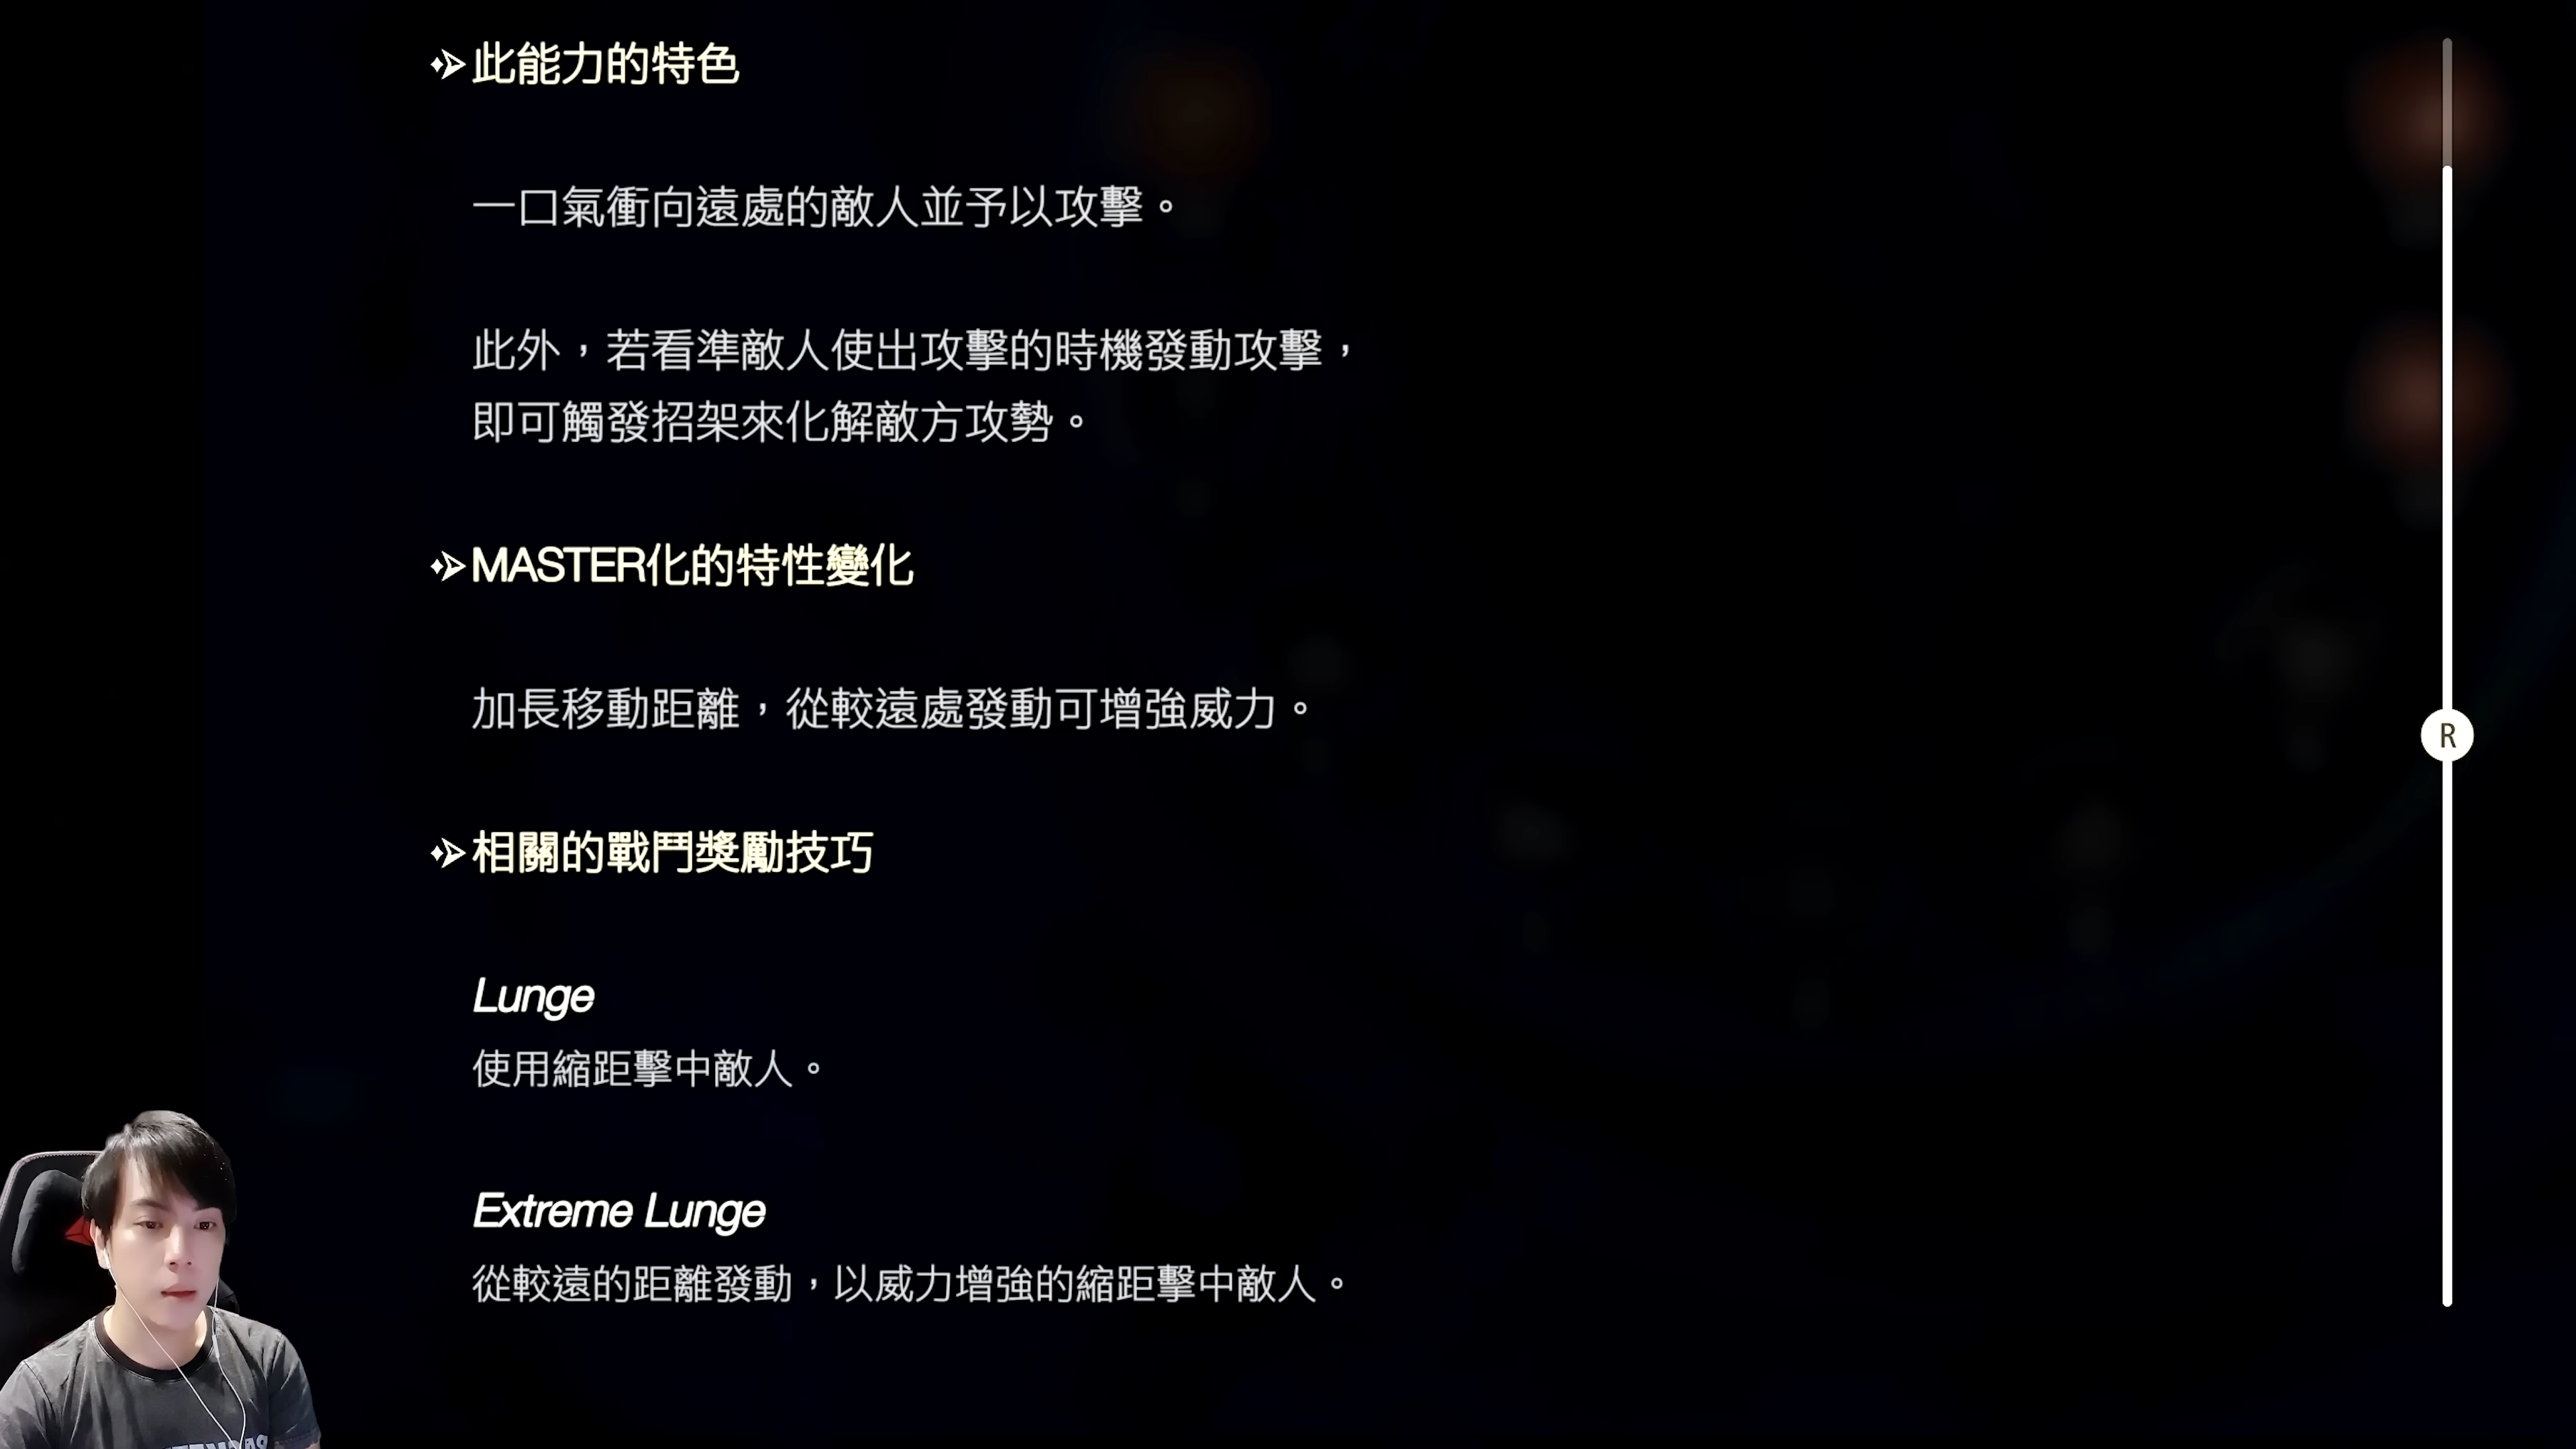 此能力的特色
一口氣衝向遠處的敵人並予以攻擊。
此外，若看準敵人使出攻擊的時機發動攻擊，
即可觸發招架來化解敵方攻勢。
MASTER化的特性變化
加長移動距離，從較遠處發動可增強威力。
R
相關的戰鬥獎勵技巧
Lunge
使用縮距擊中敵人。
Extreme Lunge
從較遠的距離發動，以威力增強的縮距擊中敵人。